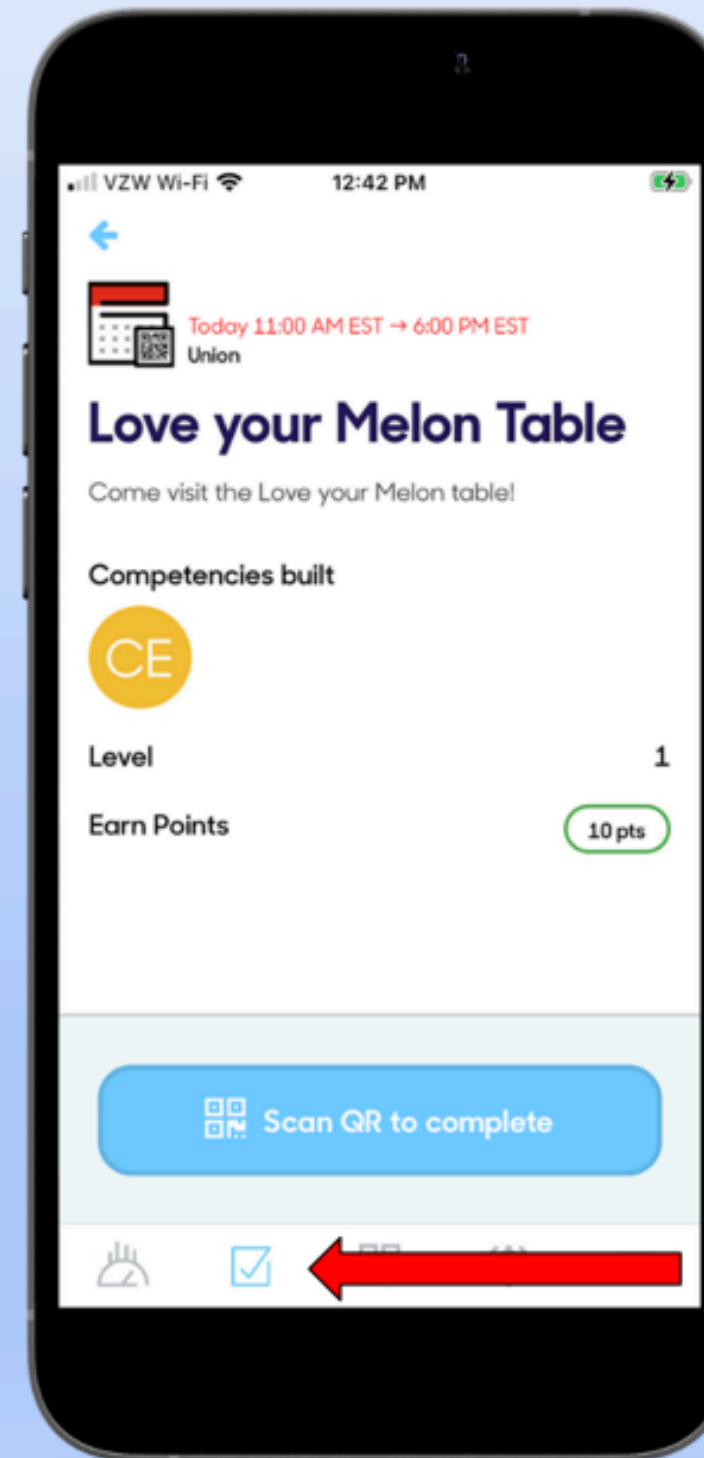 VZW Wi-Fi 12:42 PM
Today 11:00 AM EST → 6:00 PM EST
Union
Love your Melon Table
Come visit the Love your Melon table!
Competencies built
CE
Level 1
Earn Points 10 pts
Scan QR to complete